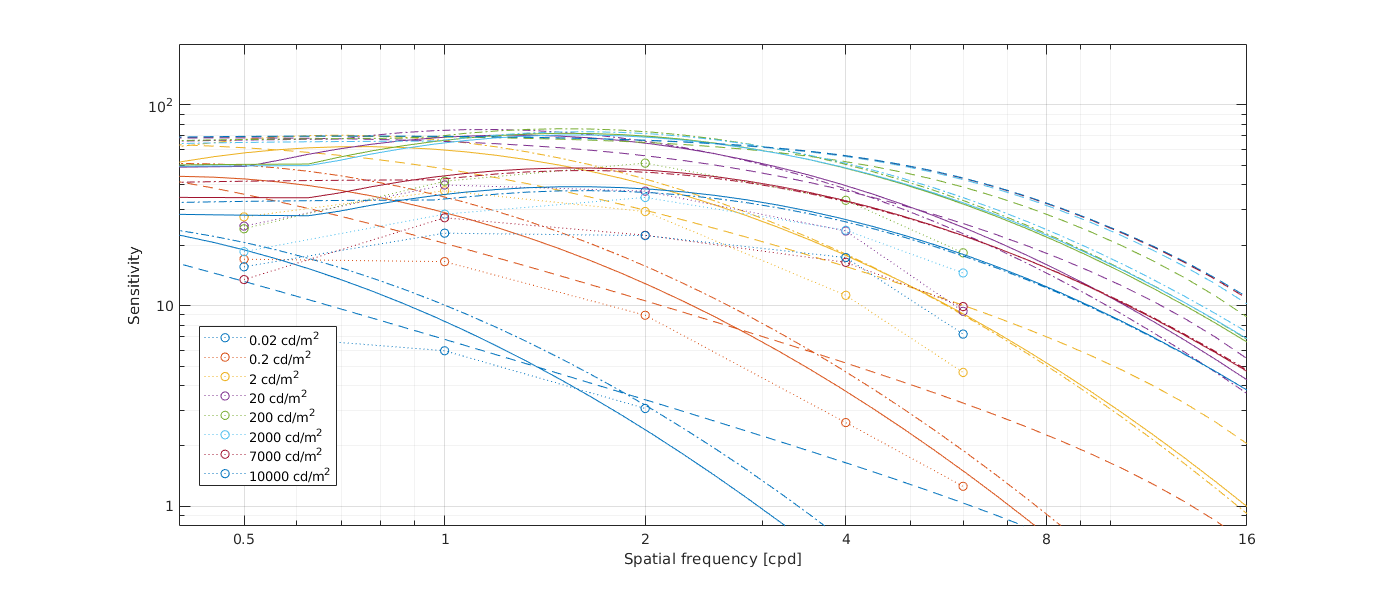 10²
10
1
Sensitivity
0.02 cd/m²
0.2 cd/m²
2 cd/m²
20 cd/m²
200 cd/m²
2000 cd/m²
7000 cd/m²
10000 cd/m²
0.5 1 2 4 8 16
Spatial frequency [cpd]